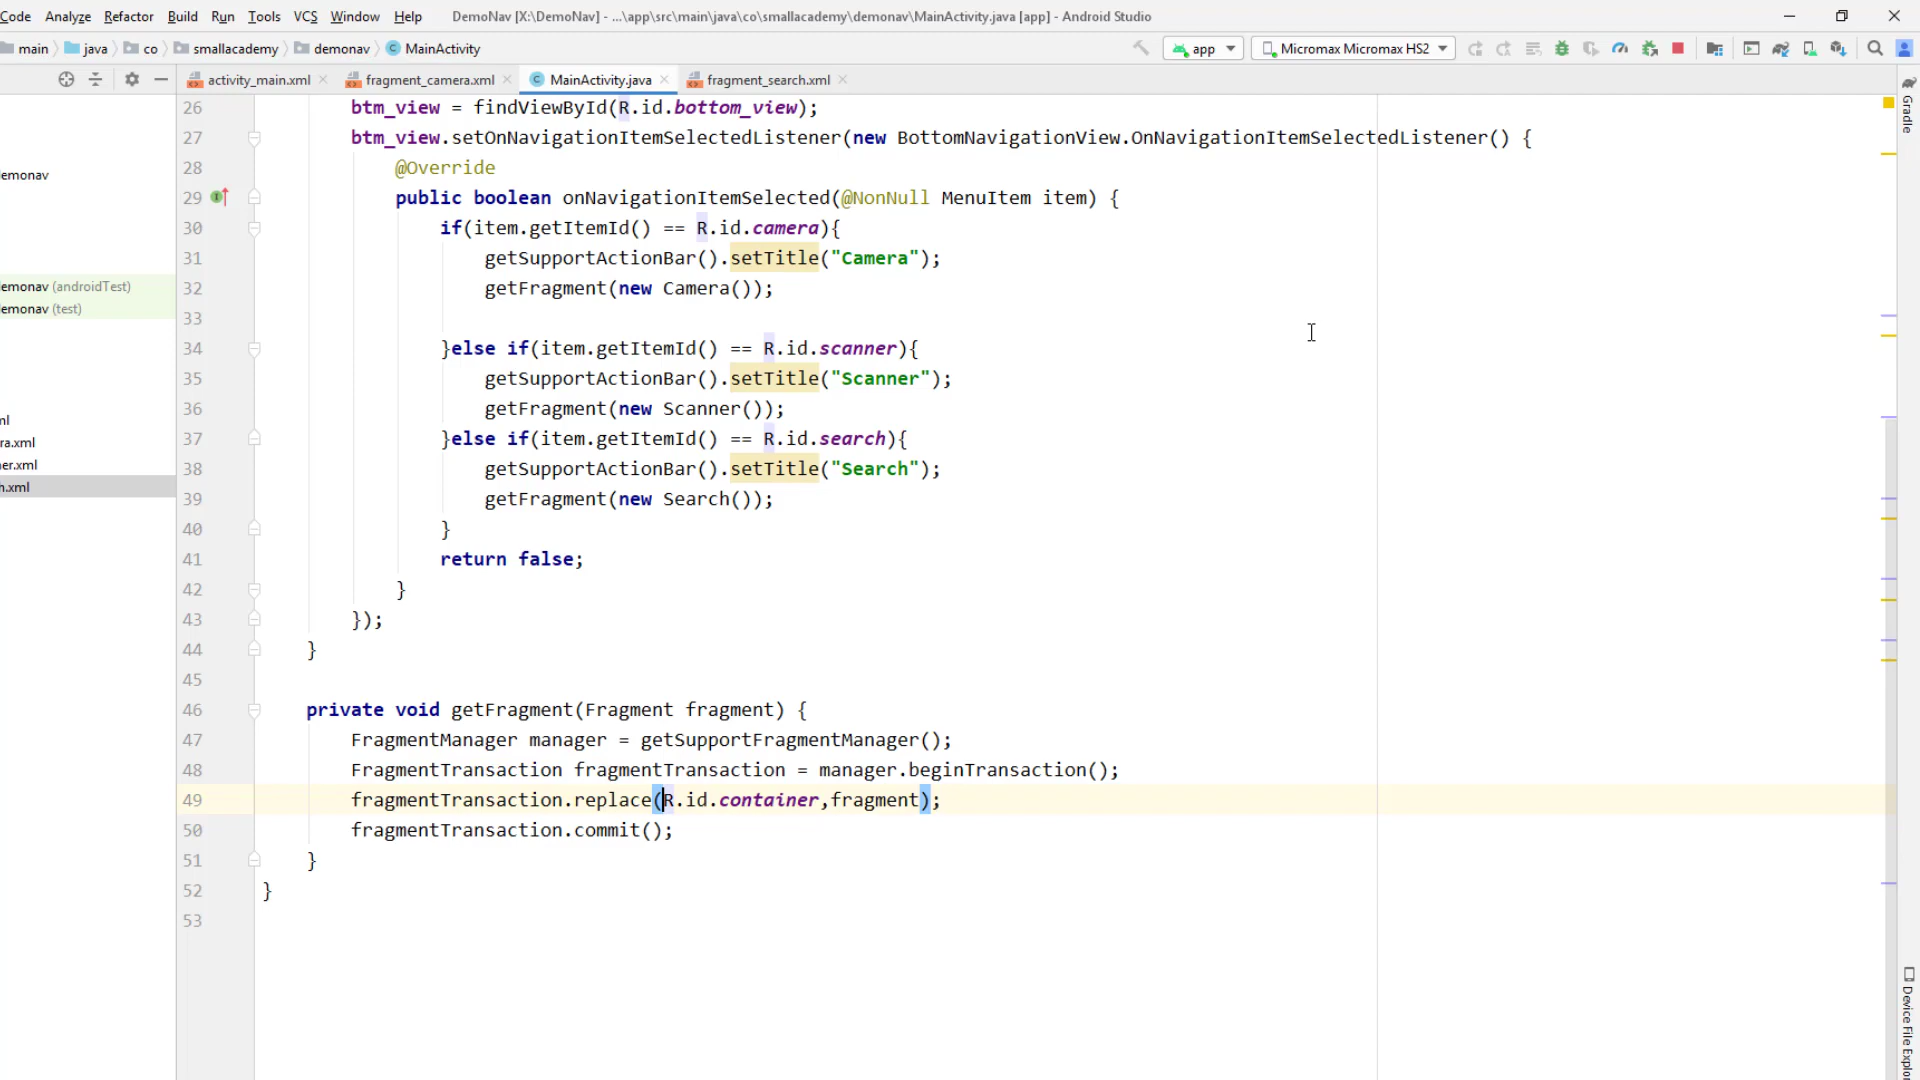 Code Analyze Refactor Build Run Tools VCS Window Help DemoNav [X:\DemoNav] - ...\app\src\main\java\co\smallacademy\demonav\MainActivity.java [app] - Android Studio
main java co smallacademy demonav MainActivity app Micromax Micromax HS2
activity_main.xml fragment_camera.xml MainActivity.java fragment_search.xml
Gradle
emonav
emonav (androidTest)
emonav (test)
ml
ra.xml
ner.xml
h.xml
26 btm_view = findViewById(R.id.bottom_view);
27 btm_view.setOnNavigationItemSelectedListener(new BottomNavigationView.OnNavigationItemSelectedListener() {
28 @Override
29 public boolean onNavigationItemSelected(@NonNull MenuItem item) {
30 if(item.getItemId() == R.id.camera){
31 getSupportActionBar().setTitle("Camera");
32 getFragment(new Camera());
33
34 }else if(item.getItemId() == R.id.scanner){
35 getSupportActionBar().setTitle("Scanner");
36 getFragment(new Scanner());
37 }else if(item.getItemId() == R.id.search){
38 getSupportActionBar().setTitle("Search");
39 getFragment(new Search());
40 }
41 return false;
42 }
43 });
44 }
45
46 private void getFragment(Fragment fragment) {
47 FragmentManager manager = getSupportFragmentManager();
48 FragmentTransaction fragmentTransaction = manager.beginTransaction();
49 fragmentTransaction.replace(R.id.container,fragment);
50 fragmentTransaction.commit();
51 }
52 }
53
Device File Explor